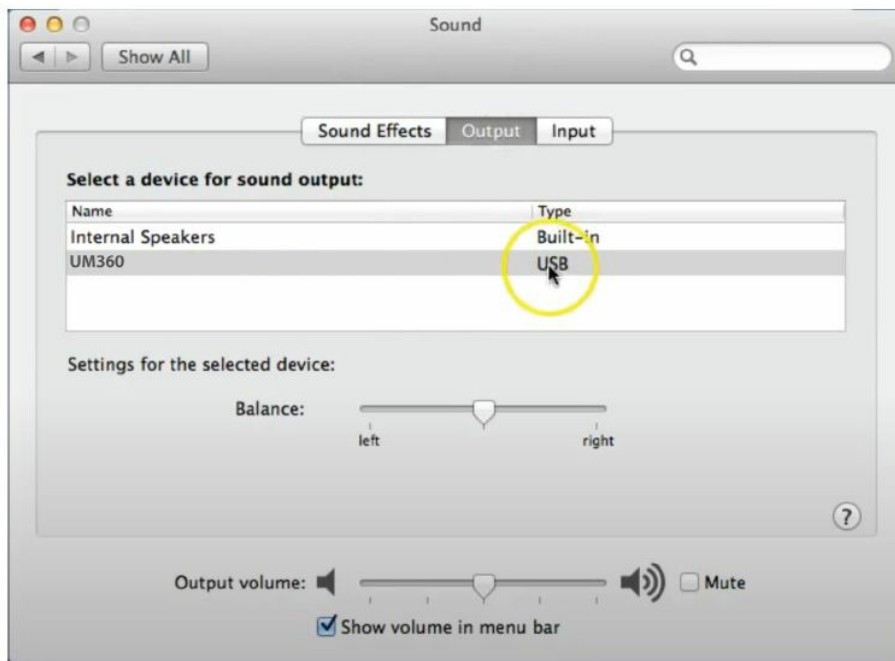 Sound
Show All
Sound Effects Output Input
Select a device for sound output:
Name Type
Internal Speakers Built-in
UM360 USB
Settings for the selected device:
Balance:
left right
?
Output volume: Mute
Show volume in menu bar